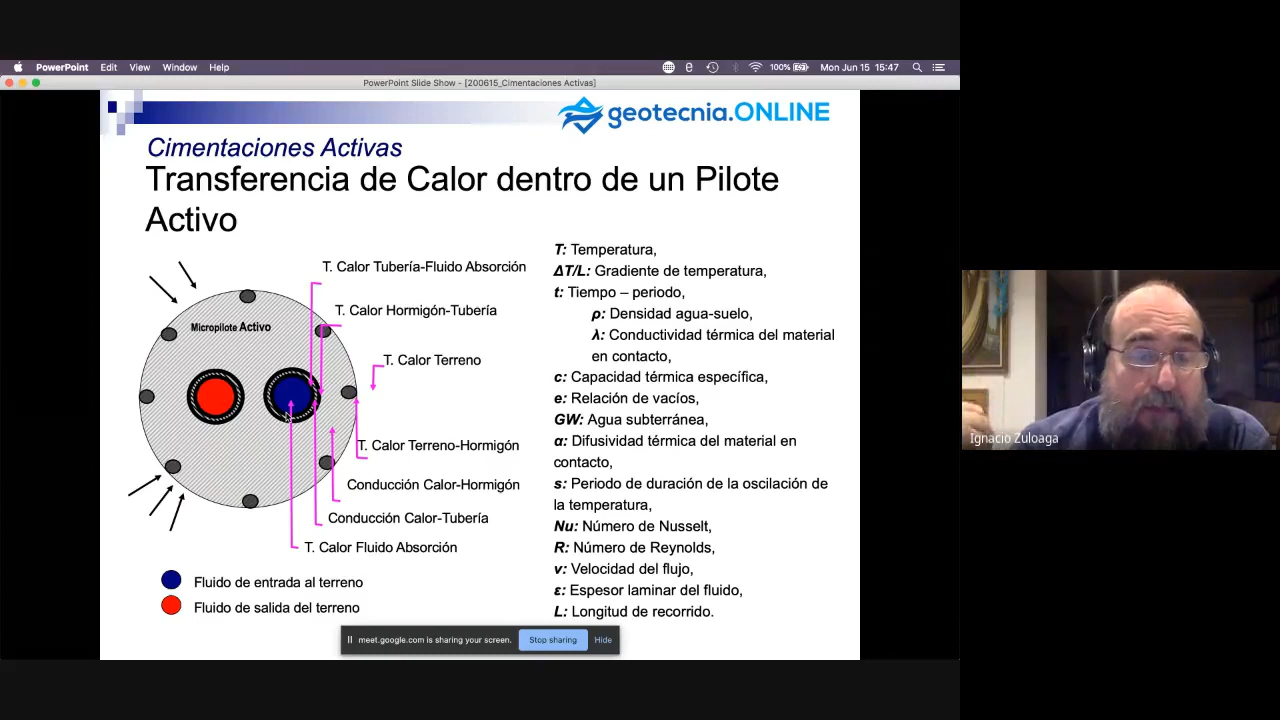 PowerPoint Edit View Window Help
100% Mon Jun 15 15:47
PowerPoint Slide Show - [200615_Cimentaciones Activas]
geotecnia.ONLINE
Cimentaciones Activas
Transferencia de Calor dentro de un Pilote
Activo
T. Calor Tubería-Fluido Absorción
T. Calor Hormigón-Tubería
Micropilote Activo
T. Calor Terreno
T. Calor Terreno-Hormigón
Conducción Calor-Hormigón
Conducción Calor-Tubería
T. Calor Fluido Absorción
Fluido de entrada al terreno
Fluido de salida del terreno
T: Temperatura,
ΔT/L: Gradiente de temperatura,
t: Tiempo – periodo,
ρ: Densidad agua-suelo,
λ: Conductividad térmica del material
en contacto,
c: Capacidad térmica específica,
e: Relación de vacíos,
GW: Agua subterránea,
α: Difusividad térmica del material en
contacto,
s: Periodo de duración de la oscilación de
la temperatura,
Nu: Número de Nusselt,
R: Número de Reynolds,
v: Velocidad del flujo,
ε: Espesor laminar del fluido,
L: Longitud de recorrido.
meet.google.com is sharing your screen. Stop sharing Hide
Ignacio Zuloaga